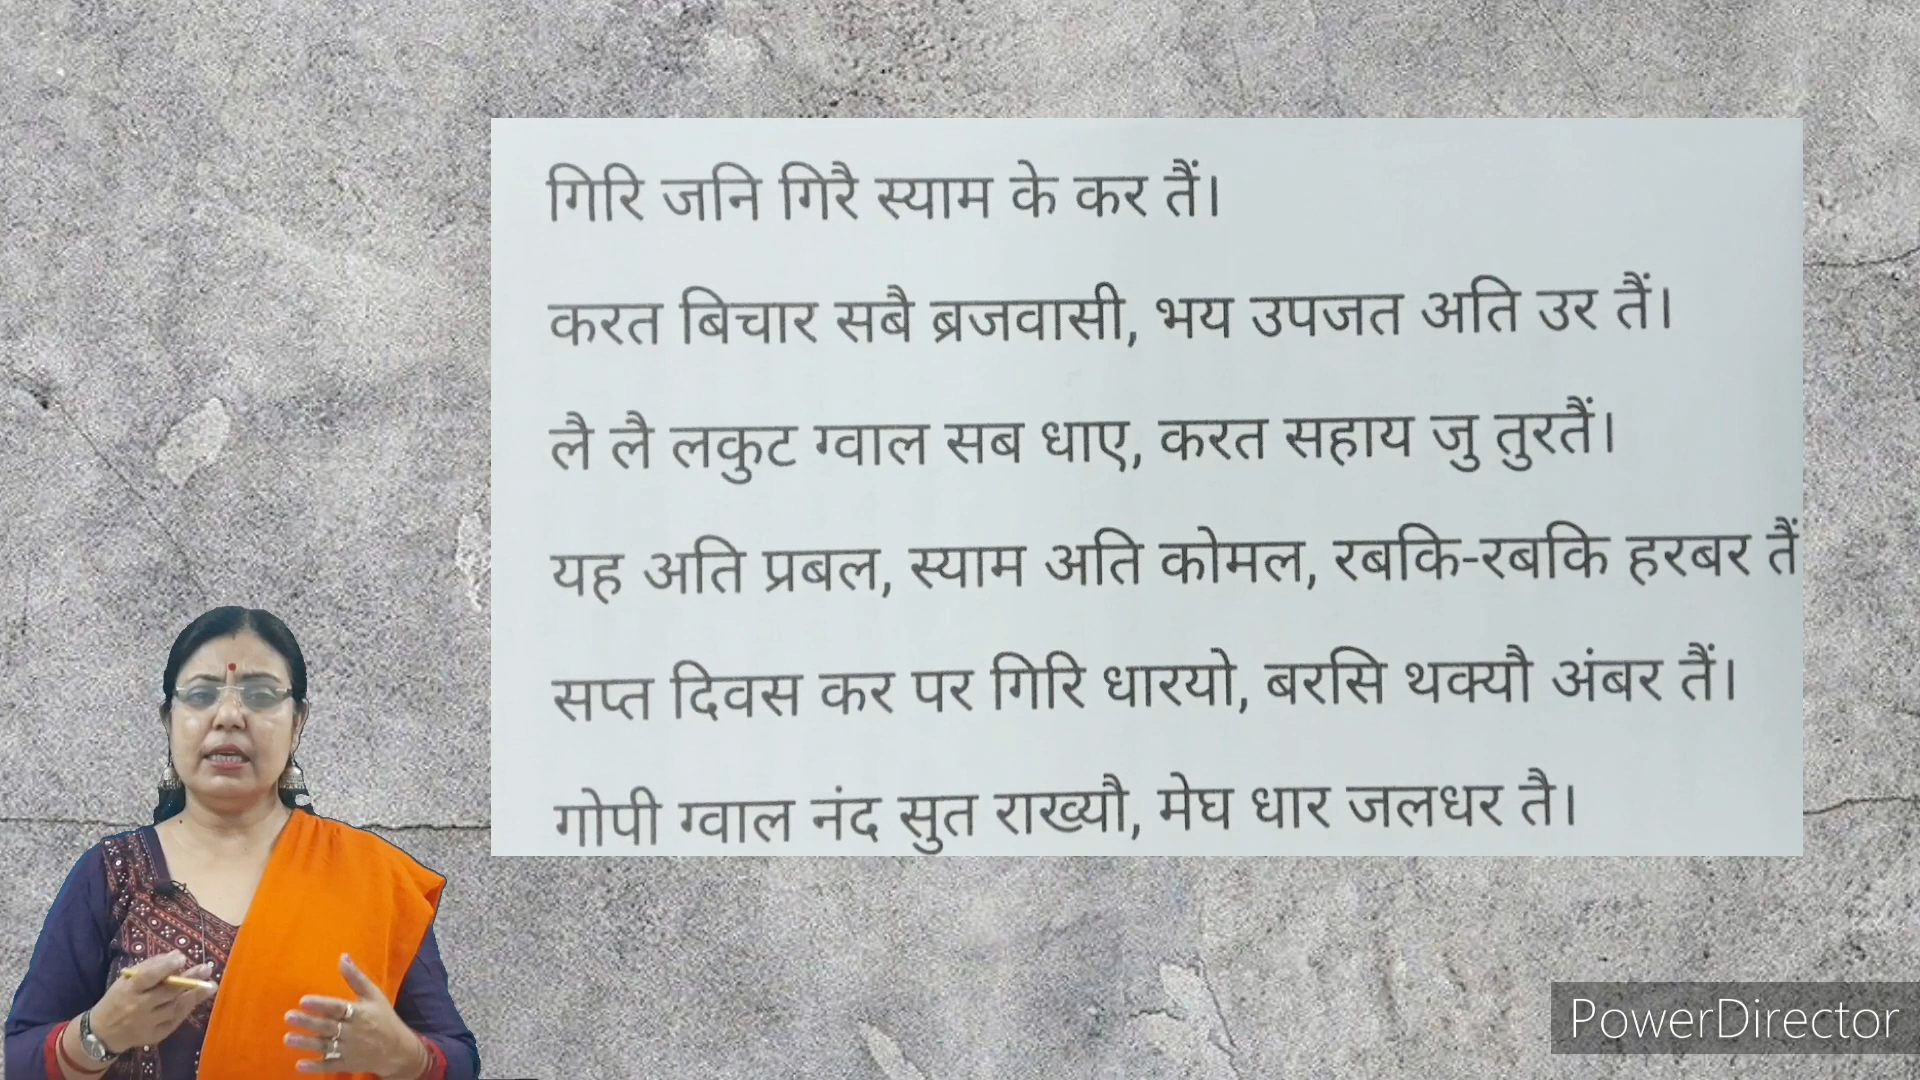 गिरि जनि गिरै स्याम के कर तैं।
करत बिचार सबै ब्रजवासी, भय उपजत अति उर तैं।
लै लै लकुट ग्वाल सब धाए, करत सहाय जु तुरतैं।
यह अति प्रबल, स्याम अति कोमल, रबकि-रबकि हरबर तैं
सप्त दिवस कर पर गिरि धारयो, बरसि थक्यौ अंबर तैं।
गोपी ग्वाल नंद सुत राख्यौ, मेघ धार जलधर तै।
PowerDirector